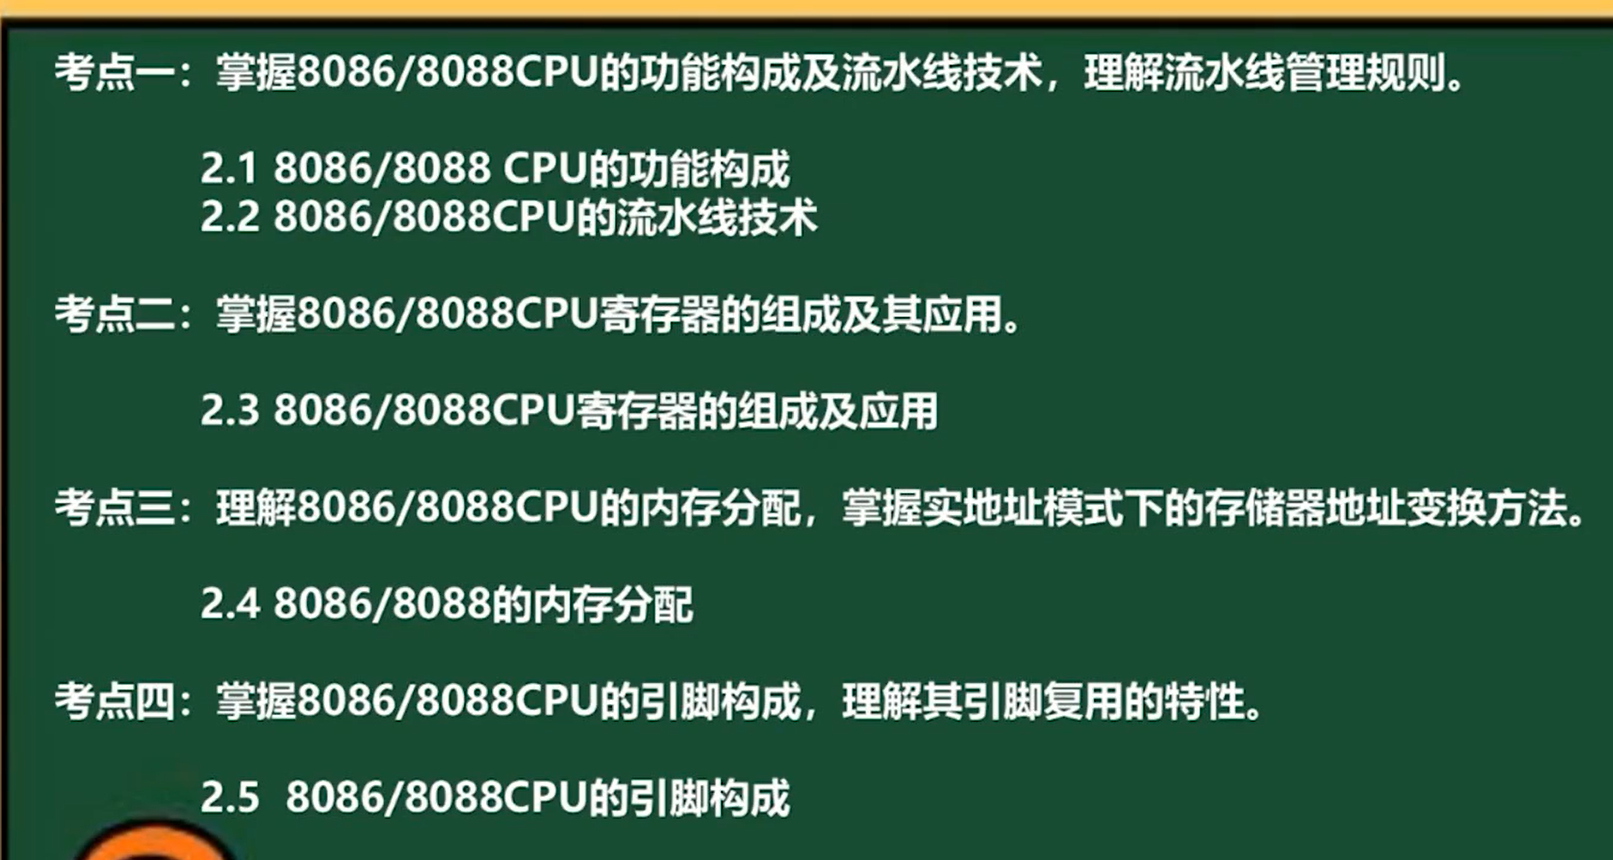 考点一：掌握8086/8088CPU的功能构成及流水线技术，理解流水线管理规则。
2.1 8086/8088 CPU的功能构成
2.2 8086/8088CPU的流水线技术
考点二：掌握8086/8088CPU寄存器的组成及其应用。
2.3 8086/8088CPU寄存器的组成及应用
考点三：理解8086/8088CPU的内存分配，掌握实地址模式下的存储器地址变换方法。
2.4 8086/8088的内存分配
考点四：掌握8086/8088CPU的引脚构成，理解其引脚复用的特性。
2.5 8086/8088CPU的引脚构成